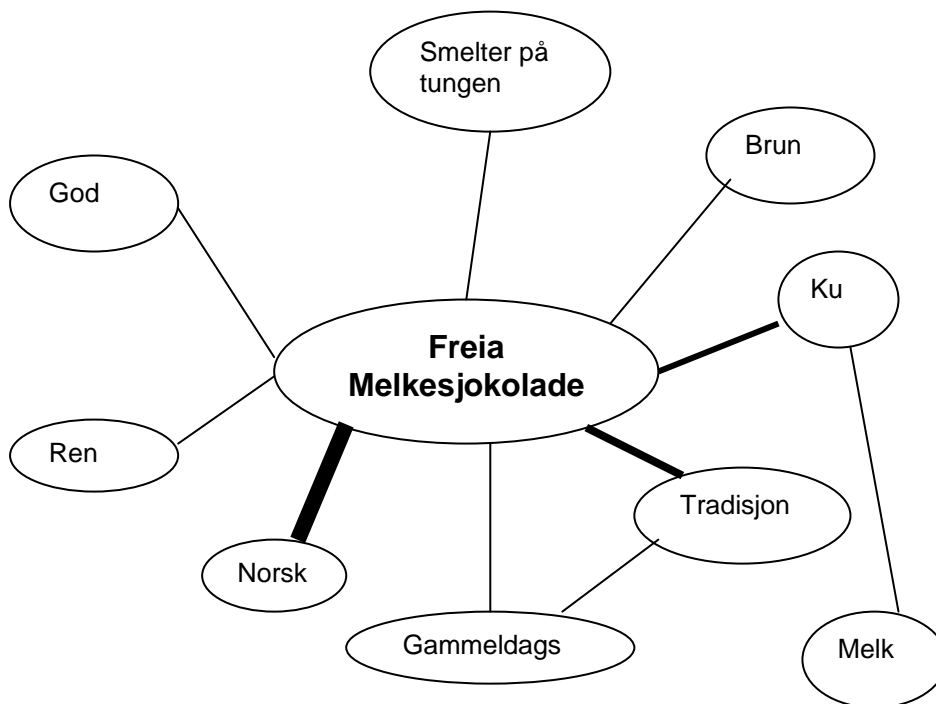 Smelter på
tungen
Brun
God
Ku
Freia
Melkesjokolade
Ren
Tradisjon
Norsk
Gammeldags
Melk